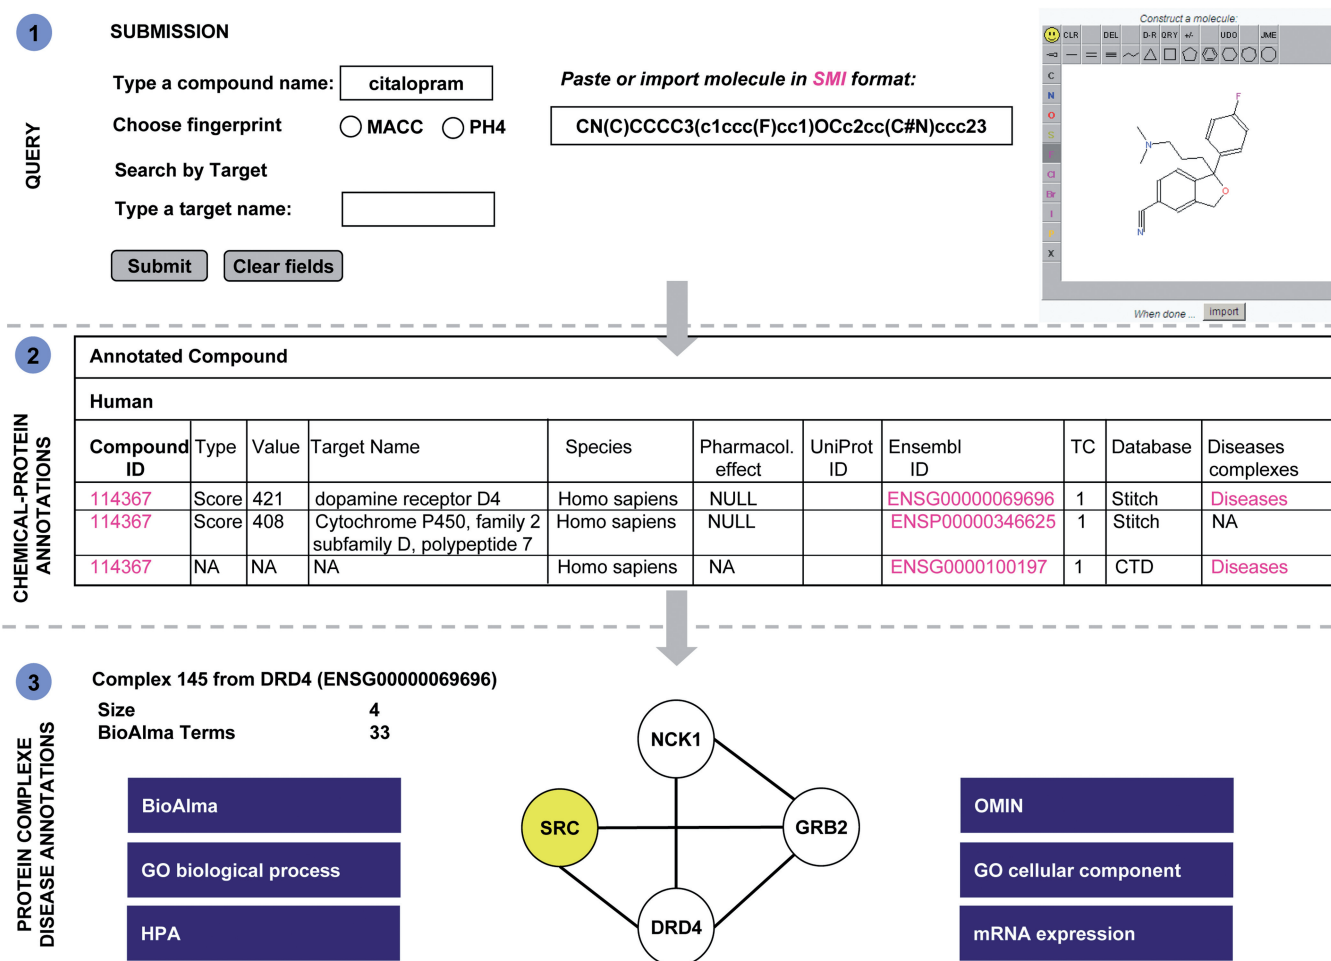 1
SUBMISSION
Type a compound name: citalopram
Choose fingerprint MACC PH4
Search by Target
Type a target name:
Submit Clear fields
QUERY
Paste or import molecule in SMI format:
CN(C)CCCC3(c1ccc(F)cc1)OCc2cc(C#N)ccc23
Construct a molecule:
CLR DEL D-R QRY +/- UDO JME
C
N
O
S
F
Cl
Br
I
X
F
N
O
N
When done ... import
2
CHEMICAL-PROTEIN
ANNOTATIONS
Annotated Compound
Human
Compound ID Type Value Target Name Species Pharmacol. effect UniProt ID Ensembl ID TC Database Diseases complexes
114367 Score 421 dopamine receptor D4 Homo sapiens NULL ENSG00000069696 1 Stitch Diseases
114367 Score 408 Cytochrome P450, family 2 Homo sapiens NULL ENSP00000346625 1 Stitch NA
subfamily D, polypeptide 7
114367 NA NA NA Homo sapiens NA ENSG0000100197 1 CTD Diseases
3
PROTEIN COMPLEXE
DISEASE ANNOTATIONS
Complex 145 from DRD4 (ENSG00000069696)
Size 4
BioAlma Terms 33
BioAlma
GO biological process
HPA
NCK1
SRC
GRB2
DRD4
OMIN
GO cellular component
mRNA expression